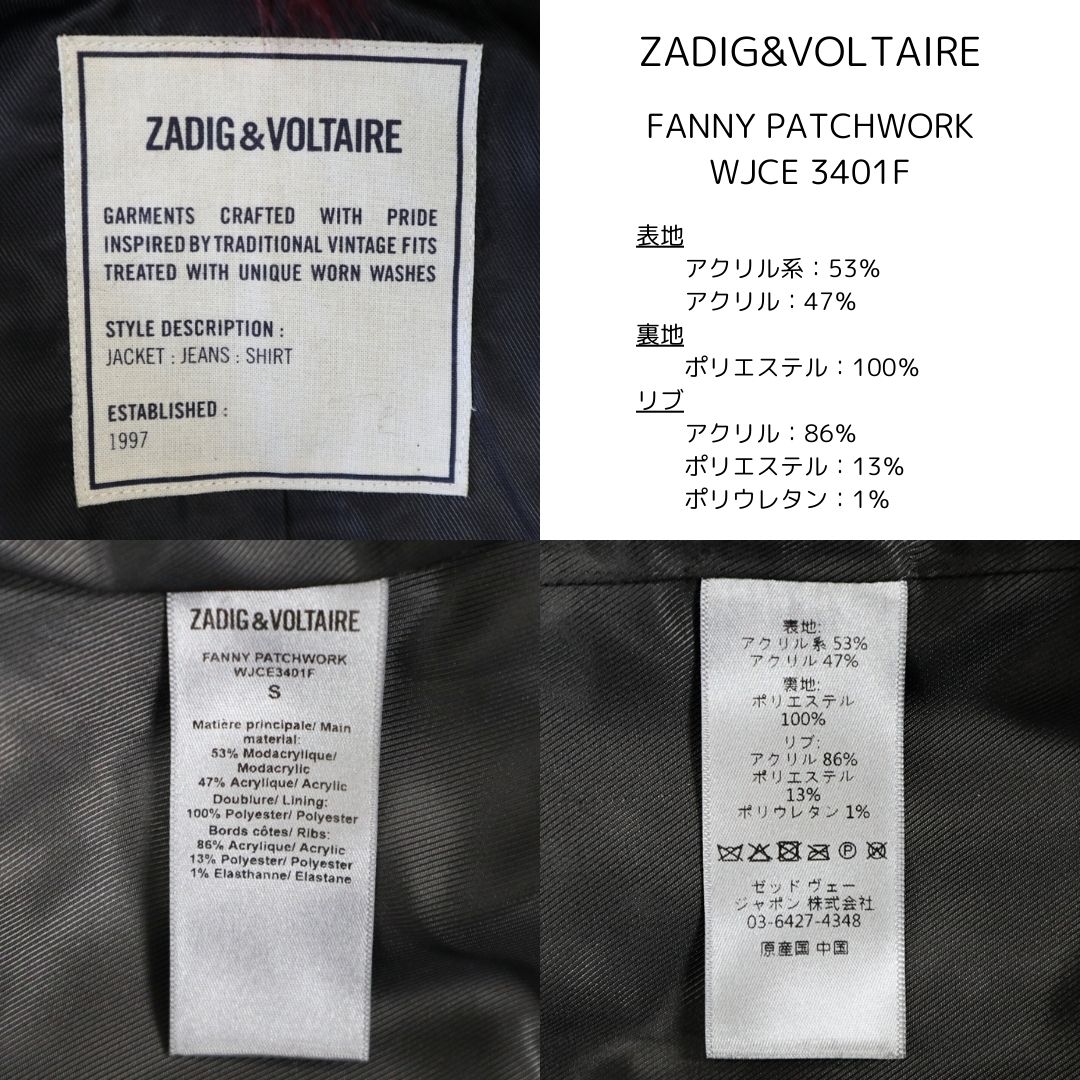 ZADIG&VOLTAIRE
GARMENTS CRAFTED WITH PRIDE
INSPIRED BY TRADITIONAL VINTAGE FITS
TREATED WITH UNIQUE WORN WASHES
STYLE DESCRIPTION :
JACKET : JEANS : SHIRT
ESTABLISHED :
1997
ZADIG&VOLTAIRE
FANNY PATCHWORK
WJCE 3401F
表地
アクリル系：53%
アクリル：47%
裏地
ポリエステル：100%
リブ
アクリル：86%
ポリエステル：13%
ポリウレタン：1%
ZADIG&VOLTAIRE
FANNY PATCHWORK
WJCE3401F
S
Matière principale/ Main
material:
53% Modacrylique/
Modacrylic
47% Acrylique/ Acrylic
Doublure/ Lining:
100% Polyester/ Polyester
Bords côtes/ Ribs:
86% Acrylique/ Acrylic
13% Polyester/ Polyester
1% Elasthanne/ Elastane
表地:
アクリル系 53%
アクリル 47%
裏地:
ポリエステル
100%
リブ:
アクリル 86%
ポリエステル
13%
ポリウレタン 1%
P
ゼッド ヴェー
ジャポン 株式会社
03-6427-4348
原産国 中国